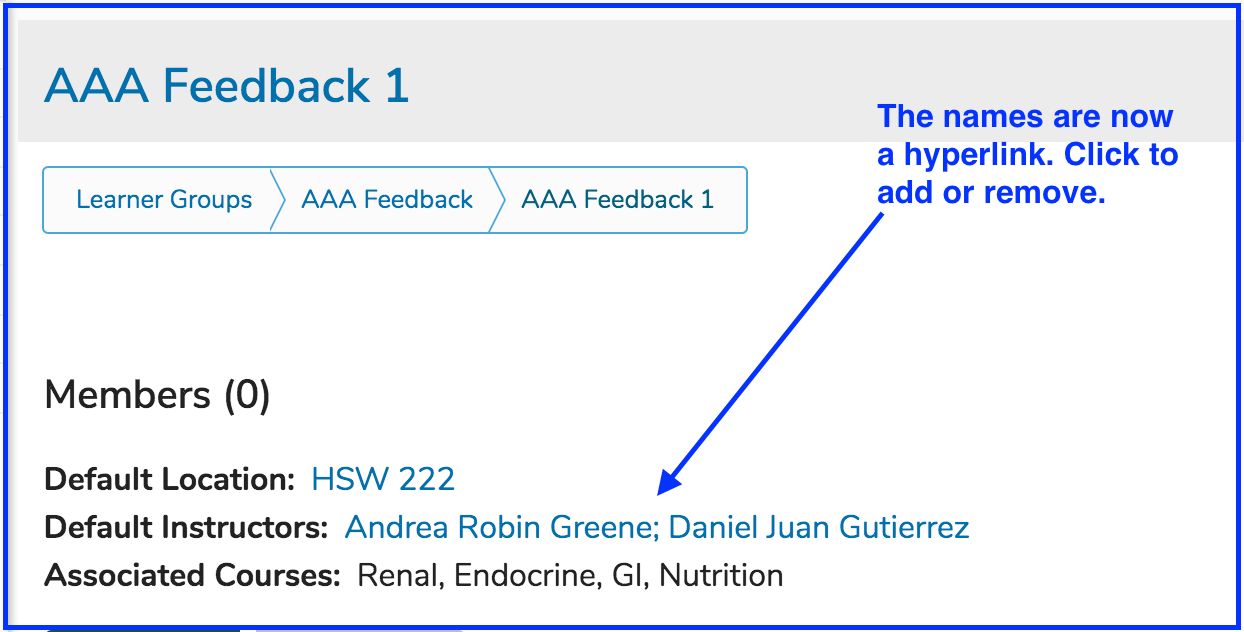 AAA Feedback 1
The names are now
a hyperlink. Click to
add or remove.
Learner Groups AAA Feedback AAA Feedback 1
Members (0)
Default Location: HSW 222
Default Instructors: Andrea Robin Greene; Daniel Juan Gutierrez
Associated Courses: Renal, Endocrine, GI, Nutrition